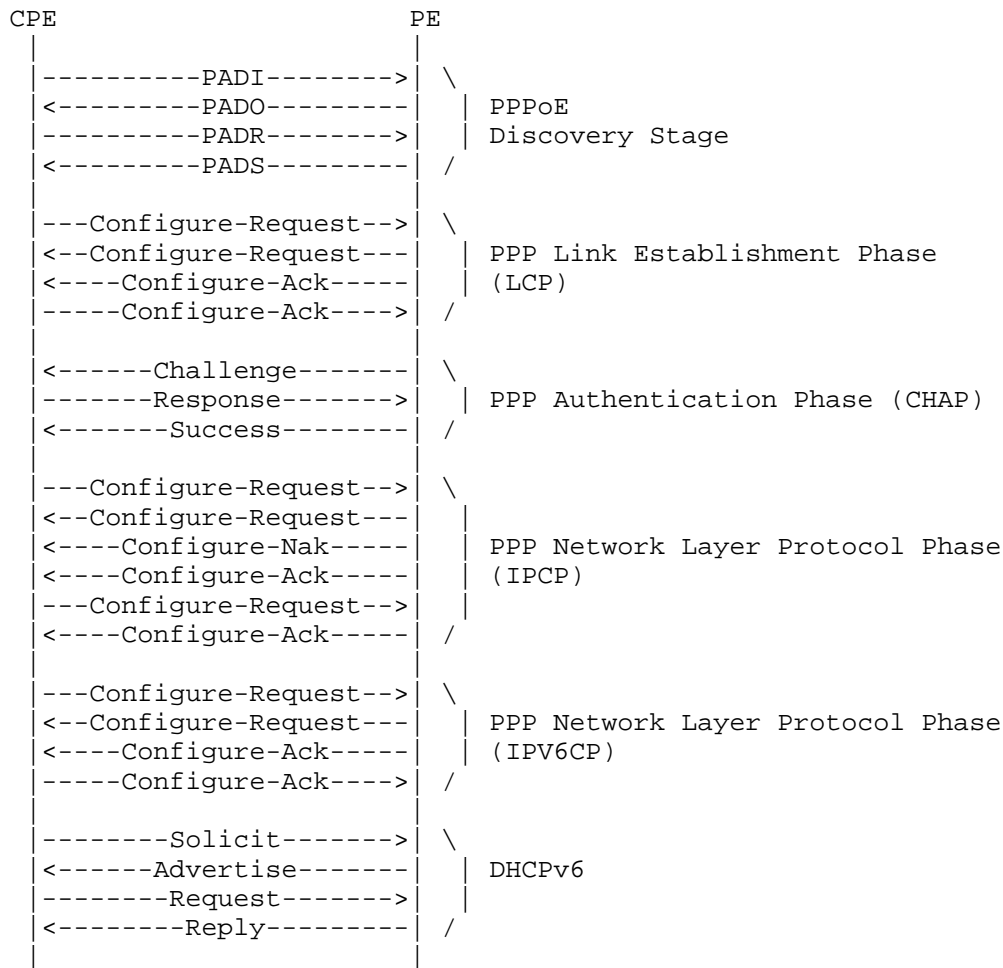 CPE                     PE
 |                      |
 |----------PADI-------->| \
 |<---------PADO---------|  | PPPoE
 |----------PADR-------->|  | Discovery Stage
 |<---------PADS---------| /
 |                      |
 |---Configure-Request-->| \
 |<--Configure-Request---|  | PPP Link Establishment Phase
 |<----Configure-Ack-----|  | (LCP)
 |-----Configure-Ack---->| /
 |                      |
 |<------Challenge-------| \
 |-------Response------->|  | PPP Authentication Phase (CHAP)
 |<-------Success--------| /
 |                      |
 |---Configure-Request-->| \
 |<--Configure-Request---|  |
 |<----Configure-Nak-----|  | PPP Network Layer Protocol Phase
 |<----Configure-Ack-----|  | (IPCP)
 |---Configure-Request-->|  |
 |<----Configure-Ack-----| /
 |                      |
 |---Configure-Request-->| \
 |<--Configure-Request---|  | PPP Network Layer Protocol Phase
 |<----Configure-Ack-----|  | (IPV6CP)
 |-----Configure-Ack---->| /
 |                      |
 |--------Solicit------->| \
 |<------Advertise-------|  | DHCPv6
 |--------Request------->|  |
 |<--------Reply---------| /
 |                      |